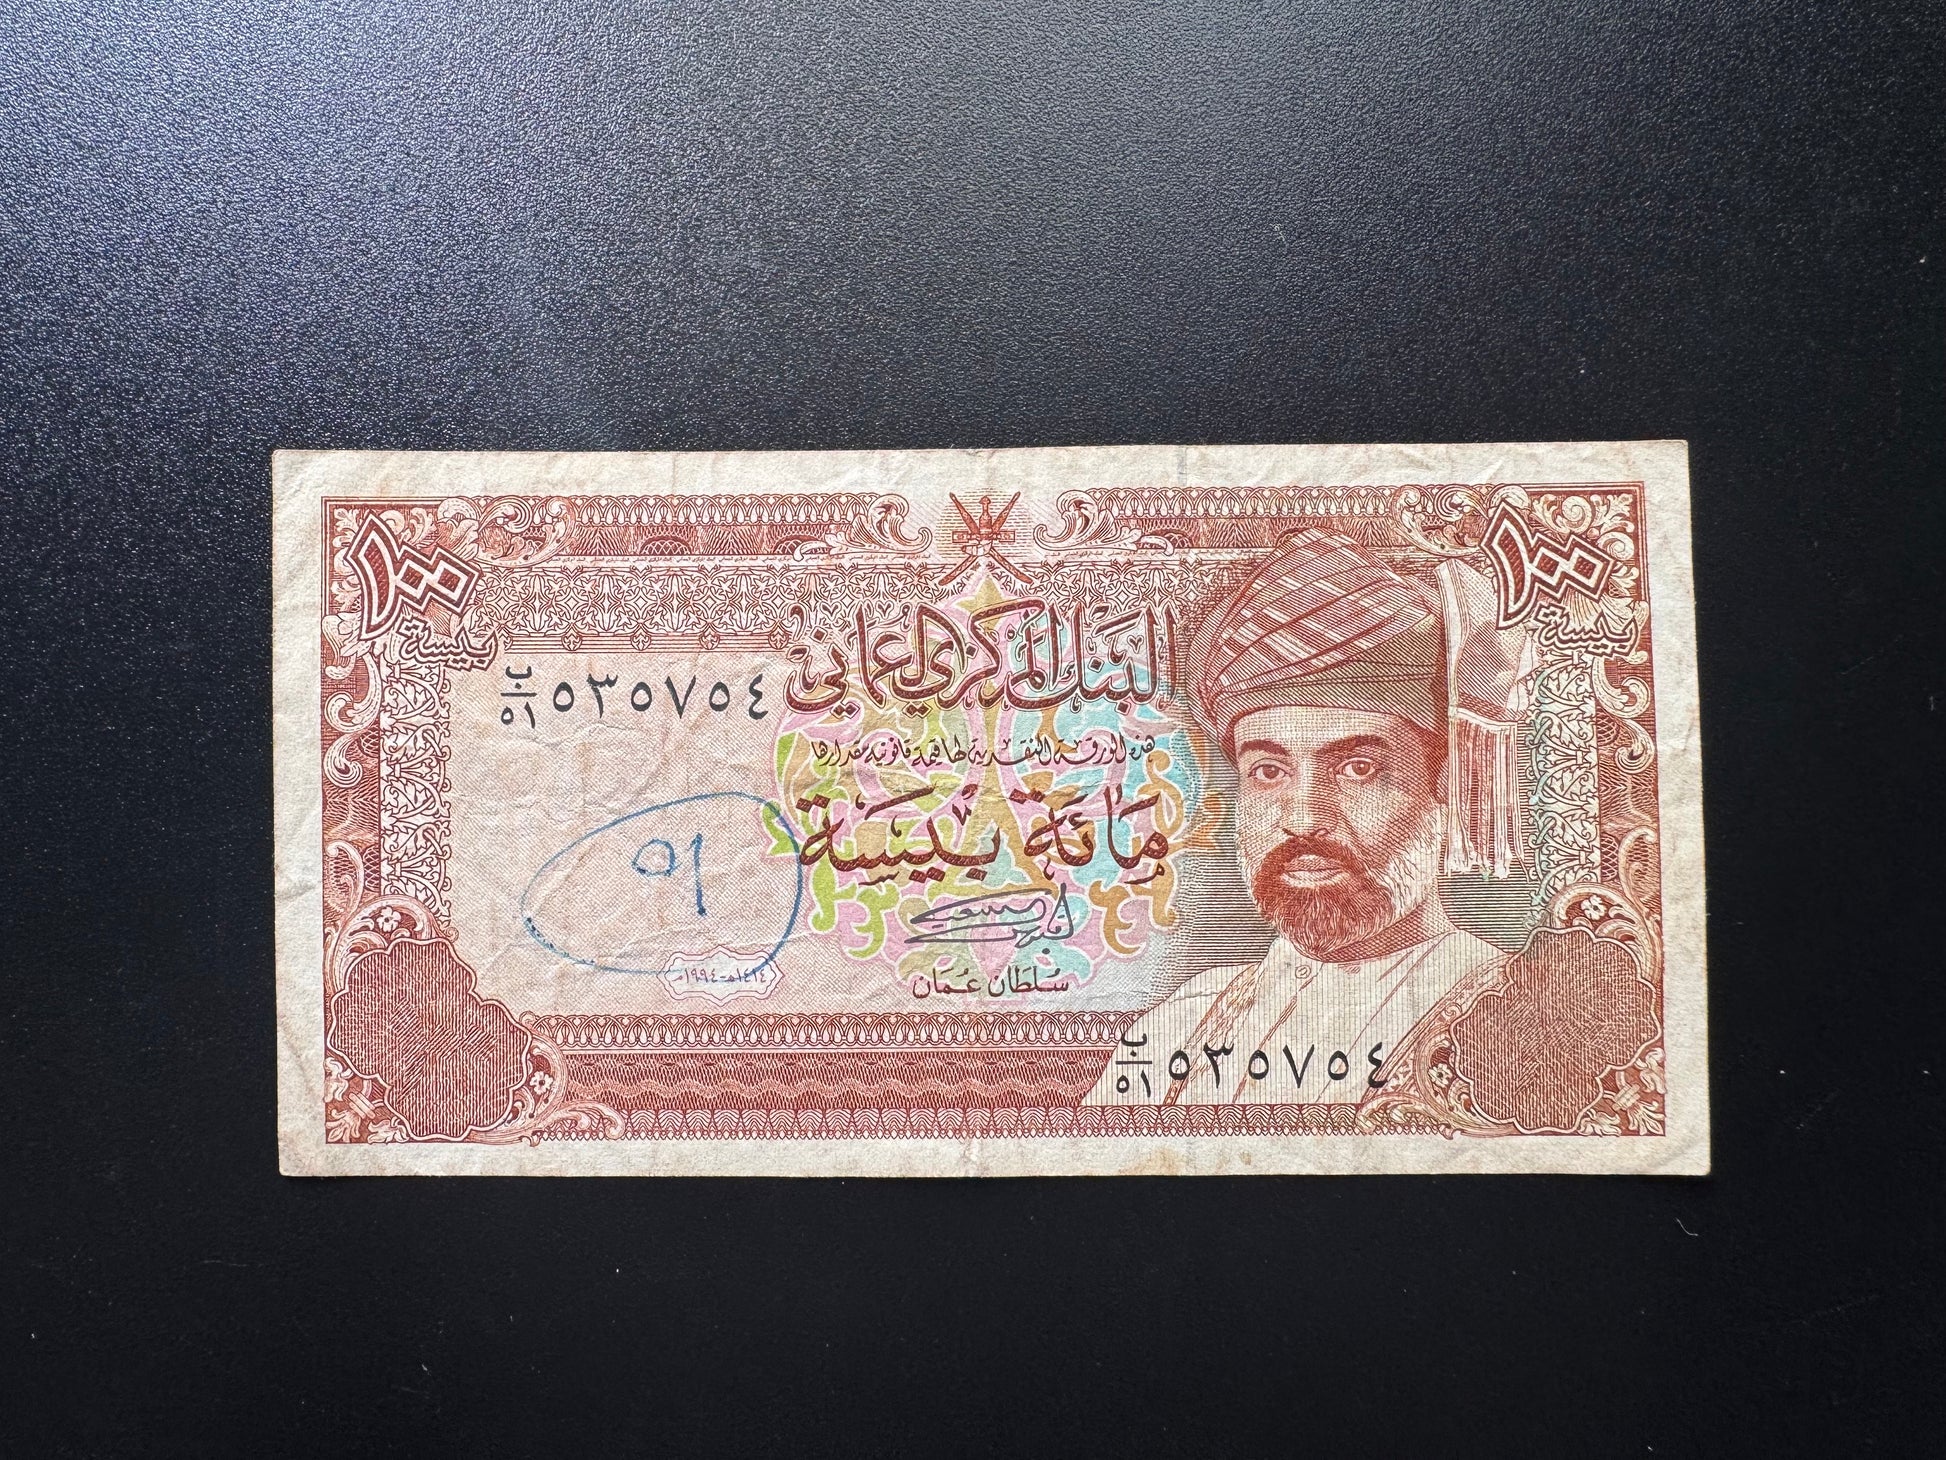 ١٠٠
بيسة
١٠٠
بيسة
البنك المركزي العماني
ب/٥١ ٥٣٥٧٥٤
هذه الورقة النقدية لها قيمة قانونية مقدارها
مائة بيسة
٥١
١٤١٤هـ-١٩٩٤م
سلطان عمان
ب/٥١ ٥٣٥٧٥٤